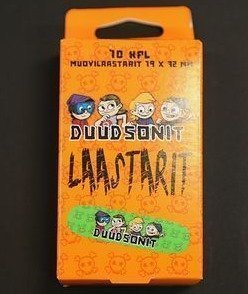 10 KPL
MUOVILAASTARIT 19 X 72 MM
DUUDSONIT
LAASTARIT
DUUDSONIT